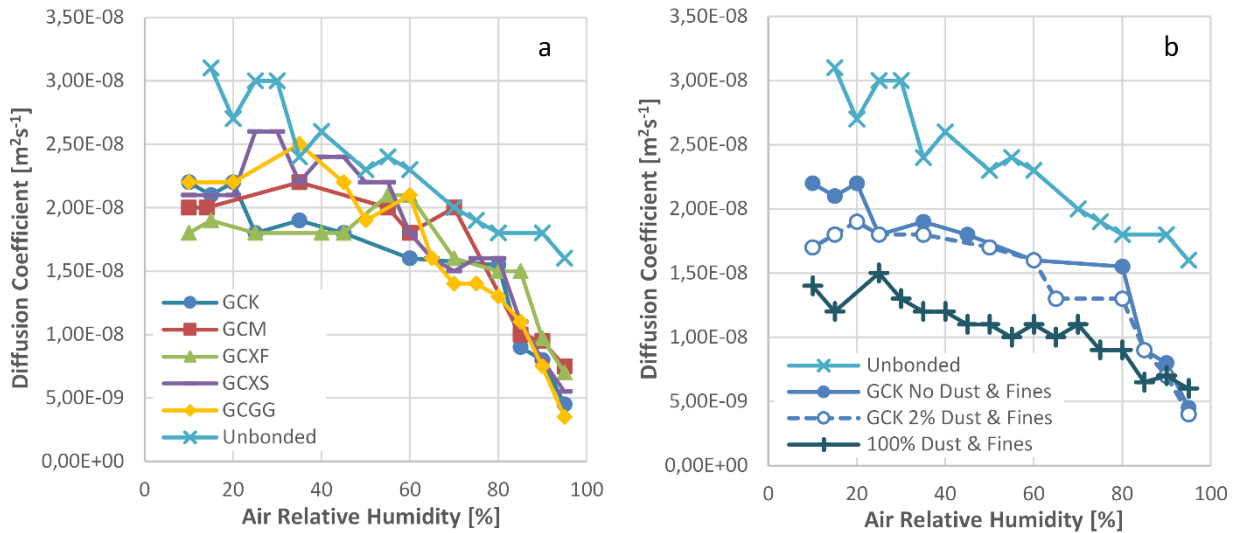 a
Diffusion Coefficient [m²s⁻¹]
3,50E-08
3,00E-08
2,50E-08
2,00E-08
1,50E-08
1,00E-08
5,00E-09
0,00E+00
GCK
GCM
GCXF
GCXS
GCGG
Unbonded
0 20 40 60 80 100
Air Relative Humidity [%]
b
Diffusion Coefficient [m²s⁻¹]
3,50E-08
3,00E-08
2,50E-08
2,00E-08
1,50E-08
1,00E-08
5,00E-09
0,00E+00
Unbonded
GCK No Dust & Fines
GCK 2% Dust & Fines
100% Dust & Fines
0 20 40 60 80 100
Air Relative Humidity [%]